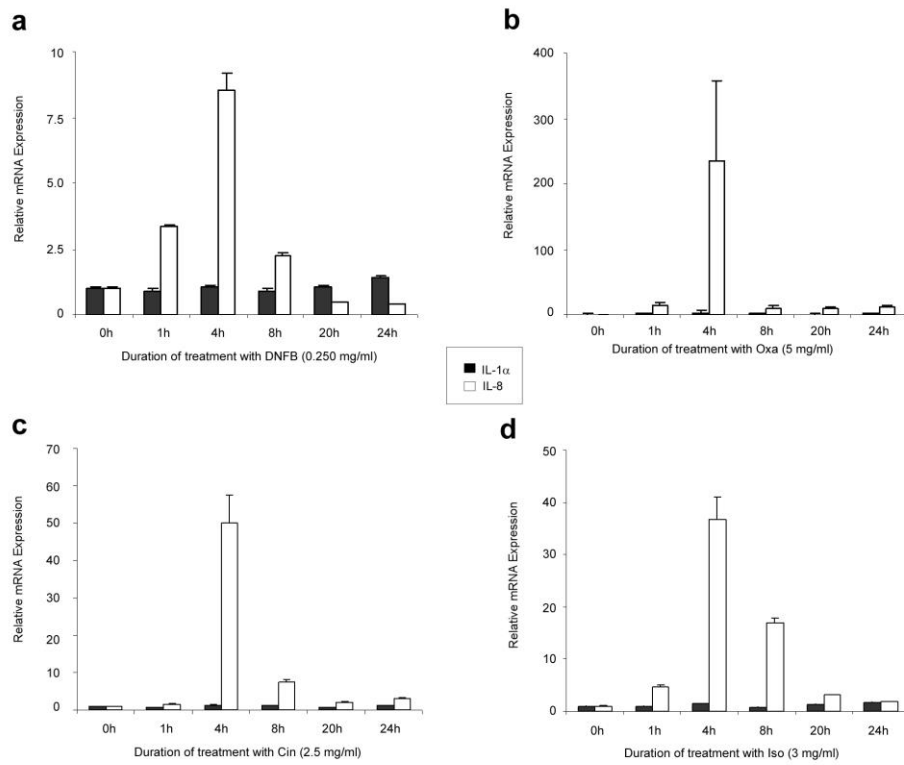 a
10
7.5
5.0
2.5
0
Relative mRNA Expression
0h 1h 4h 8h 20h 24h
Duration of treatment with DNFB (0.250 mg/ml)
b
400
300
200
100
0
Relative mRNA Expression
0h 1h 4h 8h 20h 24h
Duration of treatment with Oxa (5 mg/ml)
IL-1α
IL-8
c
70
60
50
40
30
20
10
0
Relative mRNA Expression
0h 1h 4h 8h 20h 24h
Duration of treatment with Cin (2.5 mg/ml)
d
50
40
30
20
10
0
Relative mRNA Expression
0h 1h 4h 8h 20h 24h
Duration of treatment with Iso (3 mg/ml)